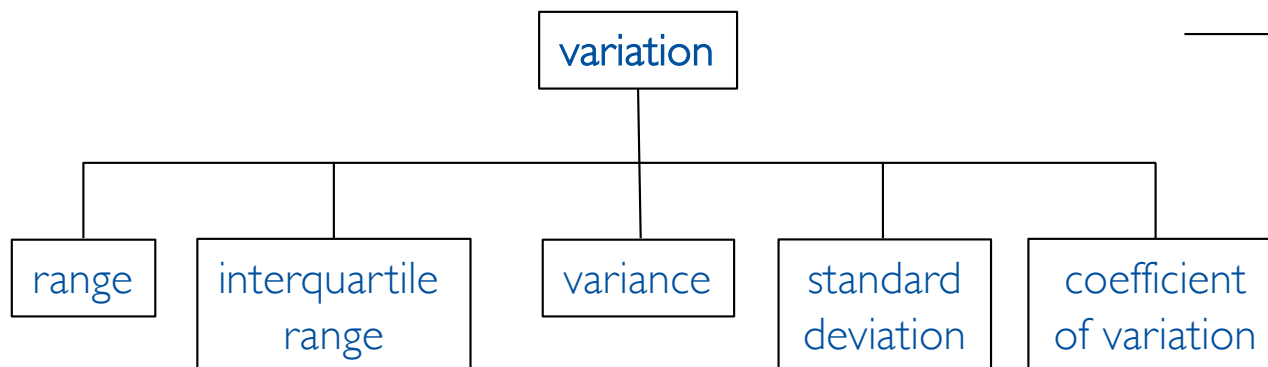 variation
range
interquartile
range
variance
standard
deviation
coefficient
of variation